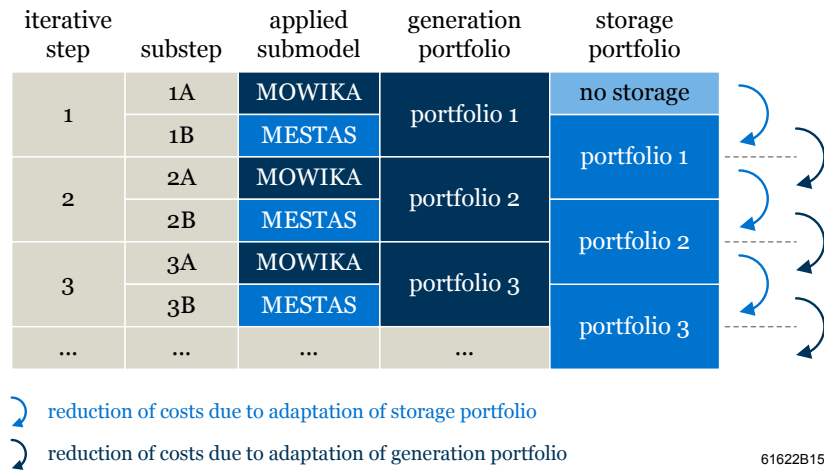 iterative step
substep
applied submodel
generation portfolio
storage portfolio
1
1A
MOWIKA
portfolio 1
no storage
1B
MESTAS
portfolio 1
2
2A
MOWIKA
portfolio 2
2B
MESTAS
portfolio 2
3
3A
MOWIKA
portfolio 3
3B
MESTAS
portfolio 3
...
...
...
...
reduction of costs due to adaptation of storage portfolio
reduction of costs due to adaptation of generation portfolio
61622B15